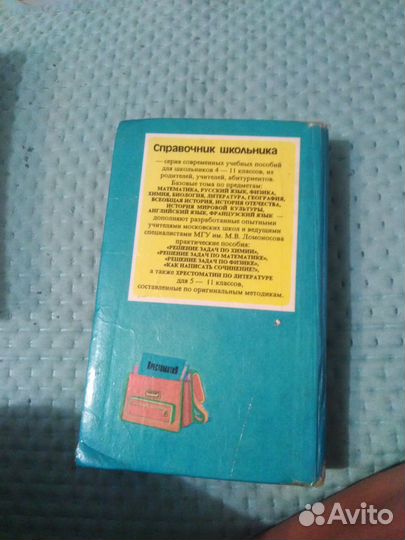 Справочник школьника
— серия современных учебных пособий
для школьников 4 — 11 классов, их
родителей, учителей, абитуриентов.
Базовые тома по предметам:
МАТЕМАТИКА, РУССКИЙ ЯЗЫК, ФИЗИКА,
ХИМИЯ, БИОЛОГИЯ, ЛИТЕРАТУРА, ГЕОГРАФИЯ,
ВСЕОБЩАЯ ИСТОРИЯ, ИСТОРИЯ ОТЕЧЕСТВА,
ИСТОРИЯ МИРОВОЙ КУЛЬТУРЫ,
АНГЛИЙСКИЙ ЯЗЫК, ФРАНЦУЗСКИЙ ЯЗЫК —
дополняют разработанные опытными
учителями московских школ и ведущими
специалистами МГУ им. М.В. Ломоносова
практические пособия:
«РЕШЕНИЕ ЗАДАЧ ПО ХИМИИ»,
«РЕШЕНИЕ ЗАДАЧ ПО МАТЕМАТИКЕ»,
«РЕШЕНИЕ ЗАДАЧ ПО ФИЗИКЕ»,
«КАК НАПИСАТЬ СОЧИНЕНИЕ?»,
а также ХРЕСТОМАТИИ ПО ЛИТЕРАТУРЕ
для 5 — 11 классов,
составленные по оригинальным методикам.
ХРЕСТОМАТИЯ
Avito